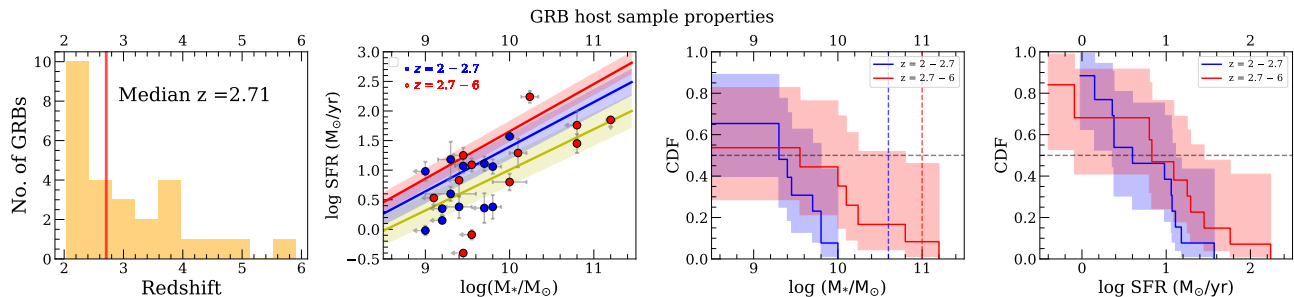 GRB host sample properties
2 3 4 5 6
No. of GRBs
10
8
6
4
2
0
Median z =2.71
2 3 4 5 6
Redshift
9 10 11
log SFR (M⊙/yr)
3.0
2.5
2.0
1.5
1.0
0.5
0.0
−0.5
z = 2 − 2.7
z = 2.7 − 6
9 10 11
log(M*/M⊙)
9 10 11
CDF
1.0
0.8
0.6
0.4
0.2
0.0
z = 2 − 2.7
z = 2.7 − 6
9 10 11
log (M*/M⊙)
0 1 2
CDF
1.0
0.8
0.6
0.4
0.2
0.0
z = 2 − 2.7
z = 2.7 − 6
0 1 2
log SFR (M⊙/yr)